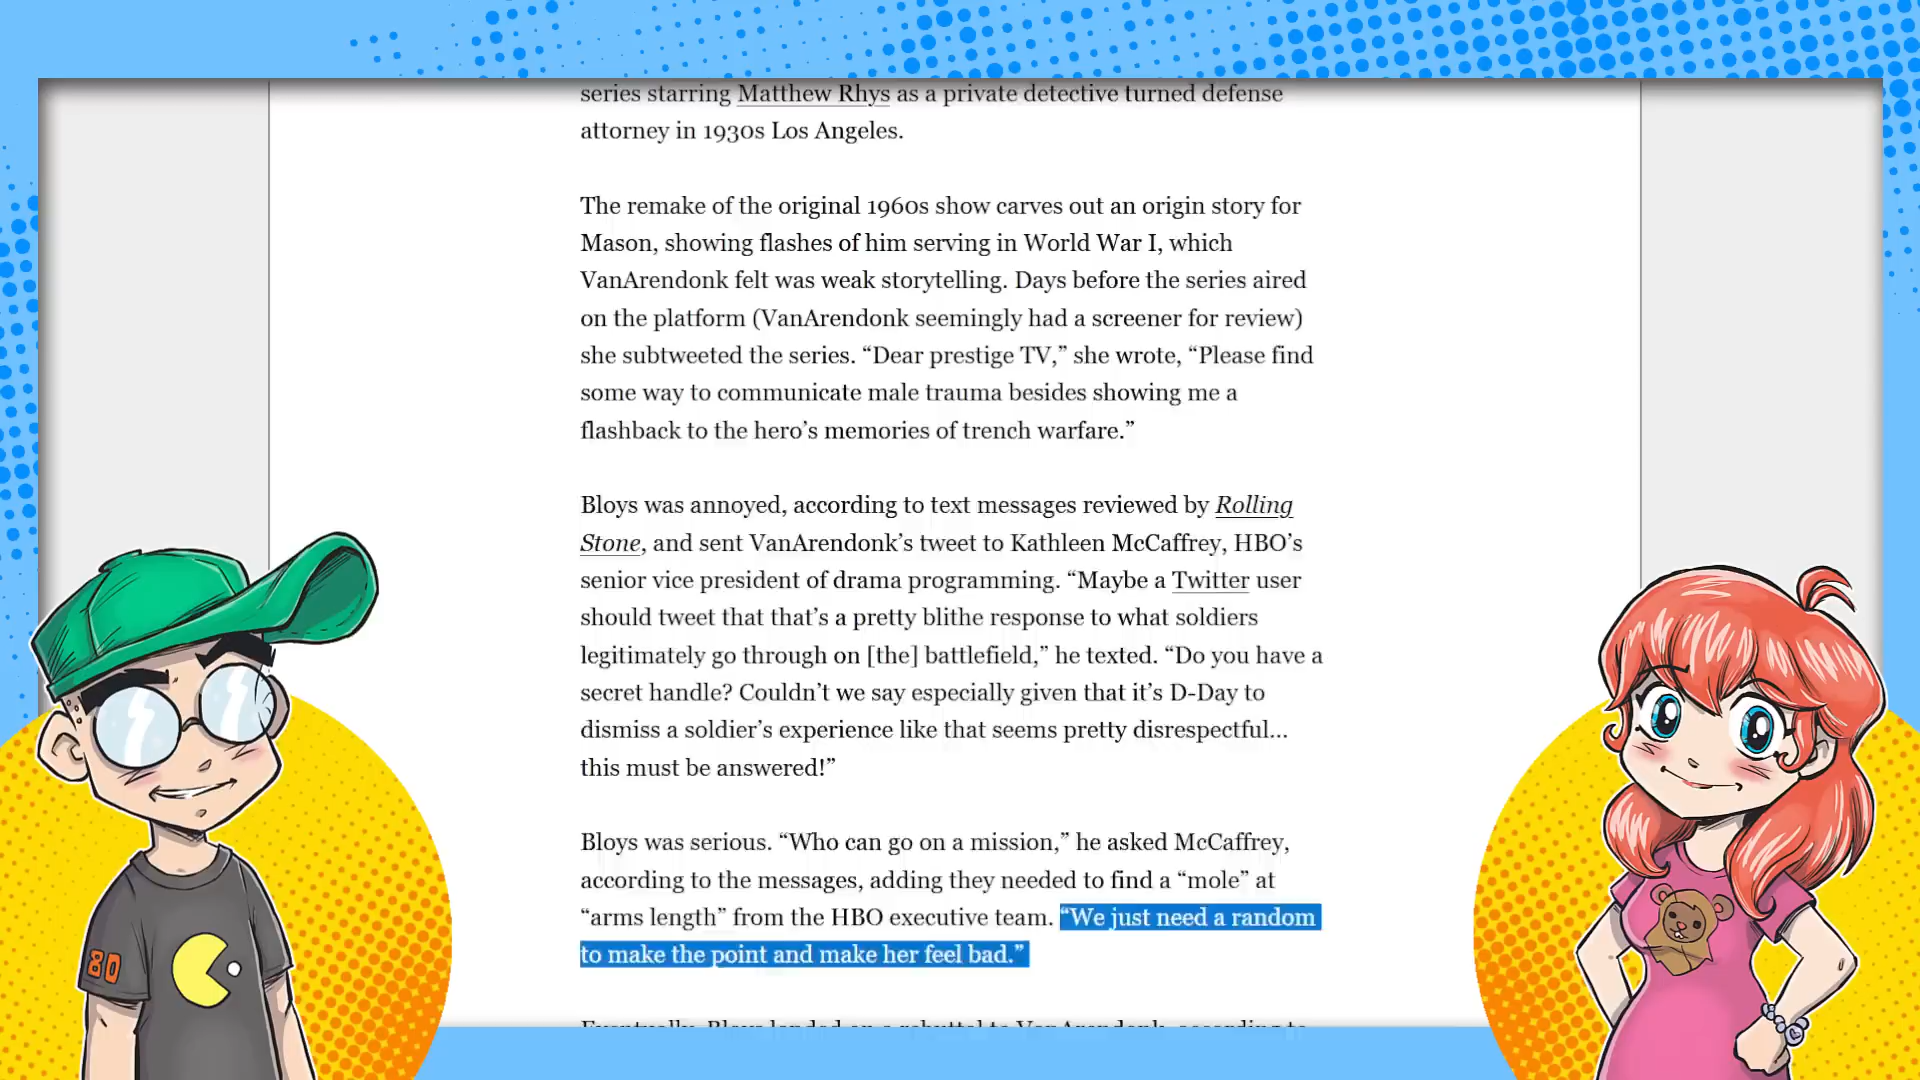 series starring Matthew Rhys as a private detective turned defense
attorney in 1930s Los Angeles.
The remake of the original 1960s show carves out an origin story for
Mason, showing flashes of him serving in World War I, which
VanArendonk felt was weak storytelling. Days before the series aired
on the platform (VanArendonk seemingly had a screener for review)
she subtweeted the series. “Dear prestige TV,” she wrote, “Please find
some way to communicate male trauma besides showing me a
flashback to the hero’s memories of trench warfare.”
Bloys was annoyed, according to text messages reviewed by Rolling
Stone, and sent VanArendonk’s tweet to Kathleen McCaffrey, HBO’s
senior vice president of drama programming. “Maybe a Twitter user
should tweet that that’s a pretty blithe response to what soldiers
legitimately go through on [the] battlefield,” he texted. “Do you have a
secret handle? Couldn’t we say especially given that it’s D-Day to
dismiss a soldier’s experience like that seems pretty disrespectful…
this must be answered!”
Bloys was serious. “Who can go on a mission,” he asked McCaffrey,
according to the messages, adding they needed to find a “mole” at
“arms length” from the HBO executive team. “We just need a random
to make the point and make her feel bad.”
Eventually, Bloys landed on a rebuttal to VanArendonk, according to
80